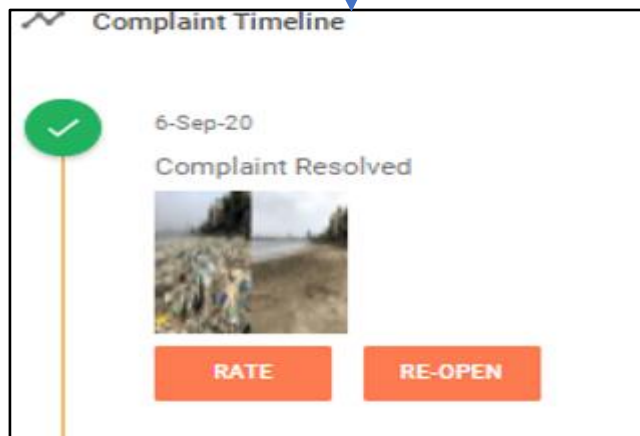 Complaint Timeline
6-Sep-20
Complaint Resolved
RATE RE-OPEN